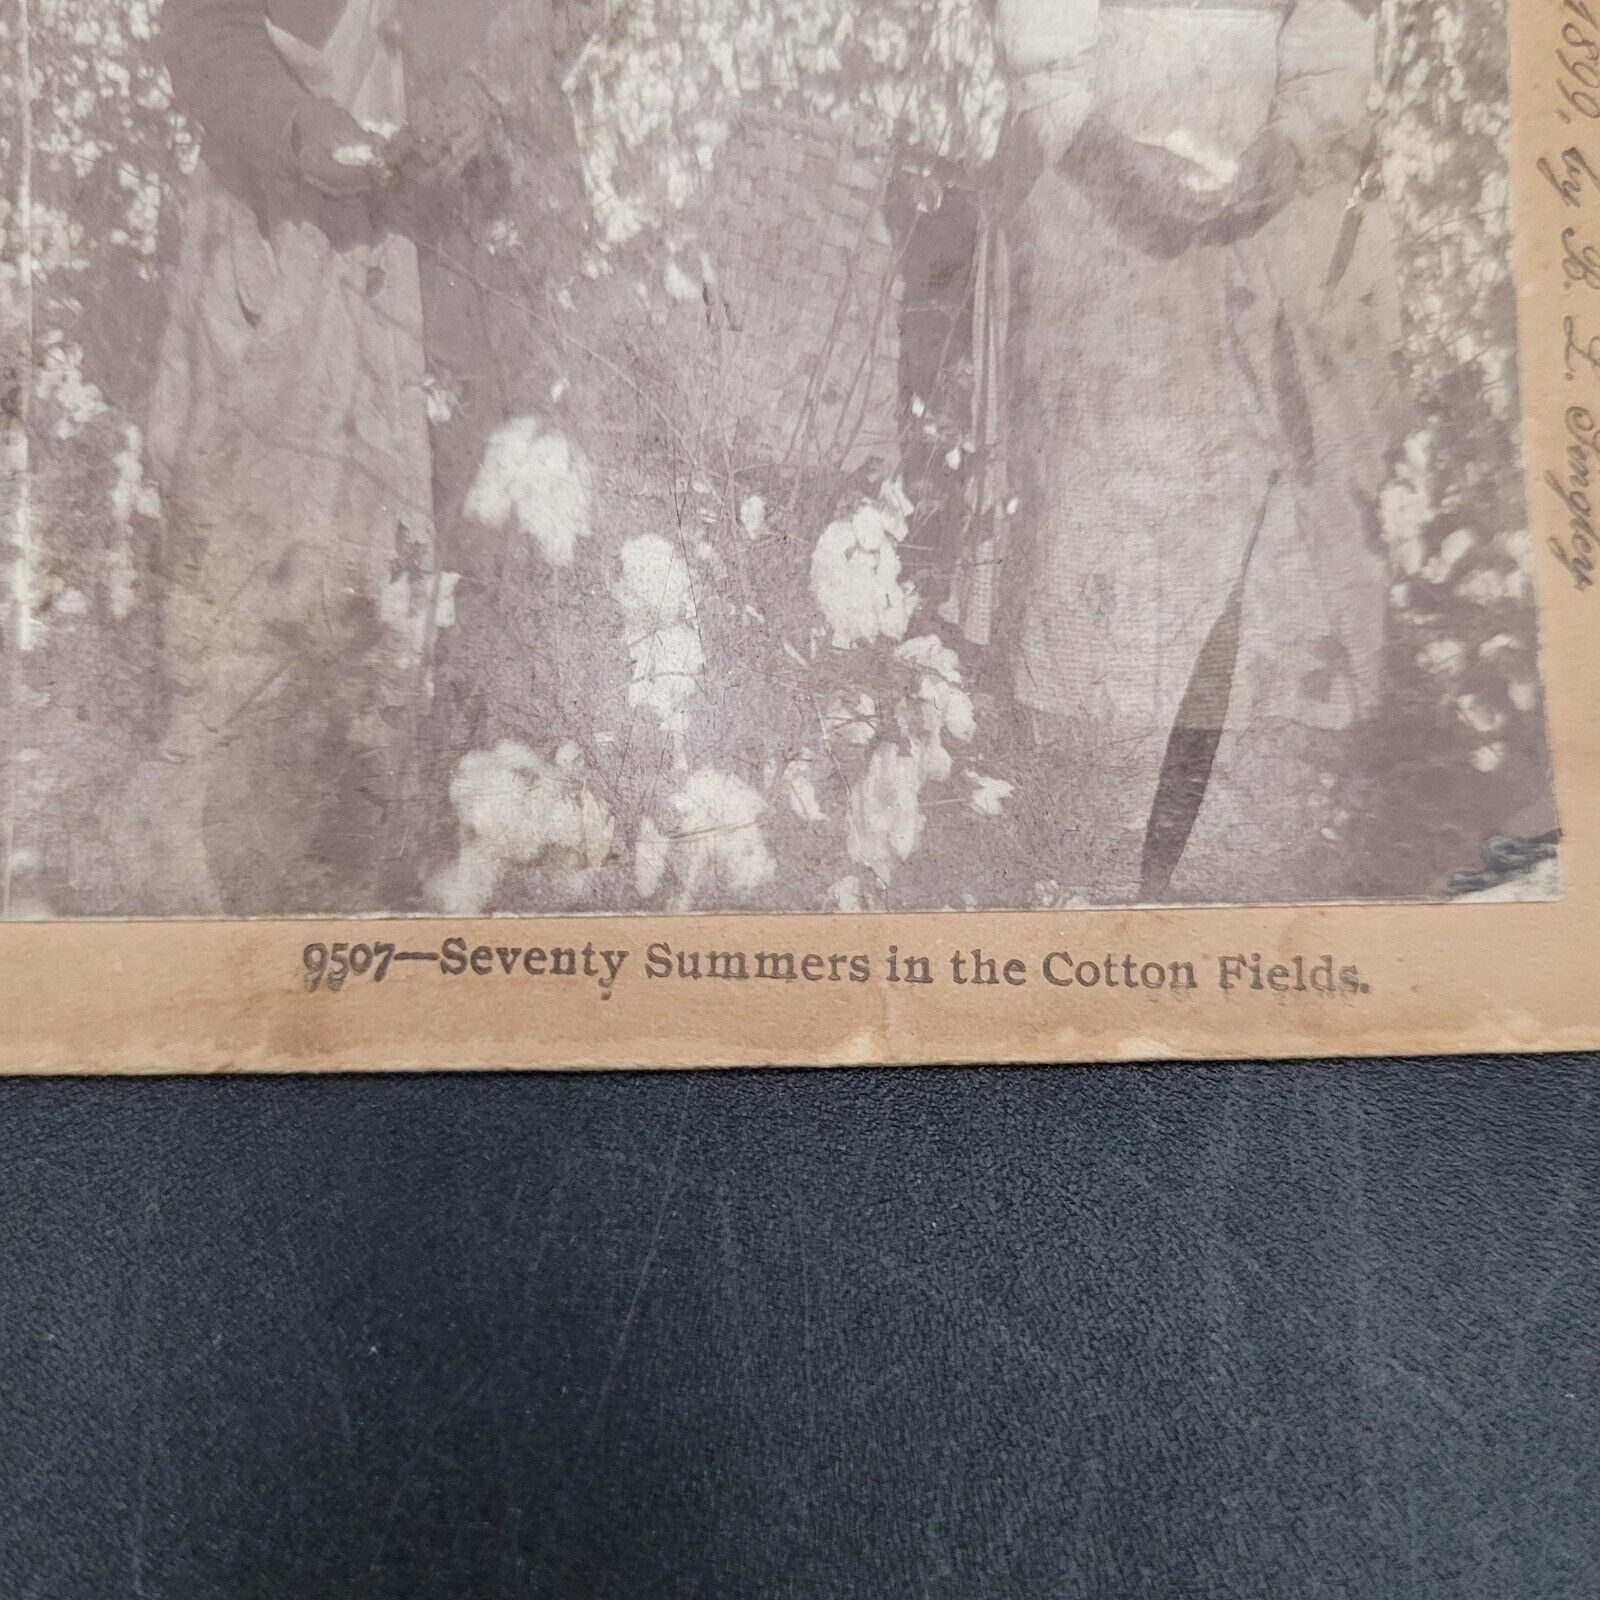 9507—Seventy Summers in the Cotton Fields.
1899, by B. L. Singley